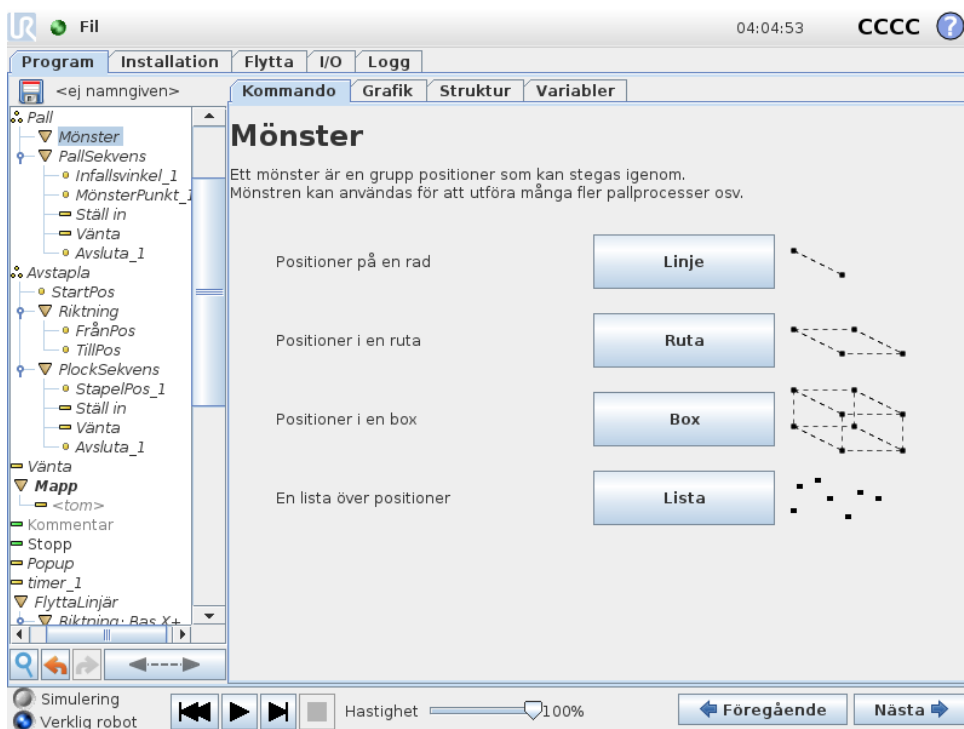 UR Fil 04:04:53 CCCC ?
Program Installation Flytta I/O Logg
<ej namngiven>
Kommando Grafik Struktur Variabler
Pall
Mönster
PallSekvens
Infallsvinkel_1
MönsterPunkt_1
Ställ in
Vänta
Avsluta_1
Avstapla
StartPos
Riktning
FrånPos
TillPos
PlockSekvens
StapelPos_1
Ställ in
Vänta
Avsluta_1
Vänta
Mapp
<tom>
Kommentar
Stopp
Popup
timer_1
FlyttaLinjär
Riktning: Bas X+
Mönster
Ett mönster är en grupp positioner som kan stegas igenom.
Mönstren kan användas för att utföra många fler pallprocesser osv.
Positioner på en rad Linje
Positioner i en ruta Ruta
Positioner i en box Box
En lista över positioner Lista
Simulering
Verklig robot
Hastighet 100%
Föregående Nästa